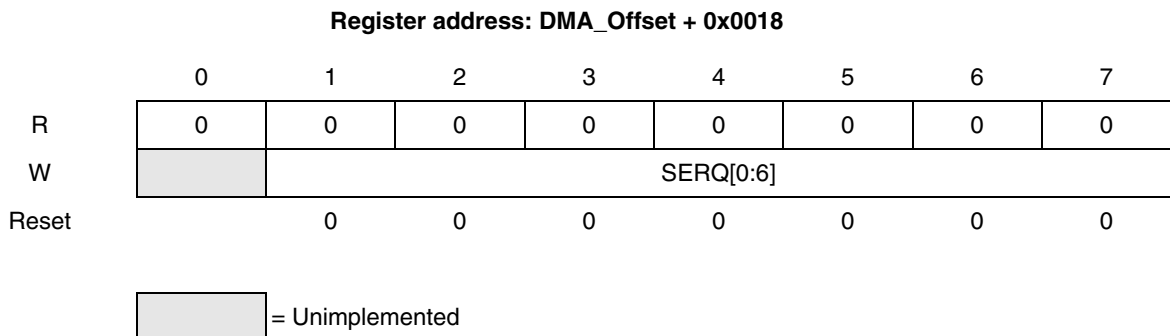 Register address: DMA_Offset + 0x0018
0 1 2 3 4 5 6 7
R 0 0 0 0 0 0 0 0
W SERQ[0:6]
Reset 0 0 0 0 0 0 0
= Unimplemented